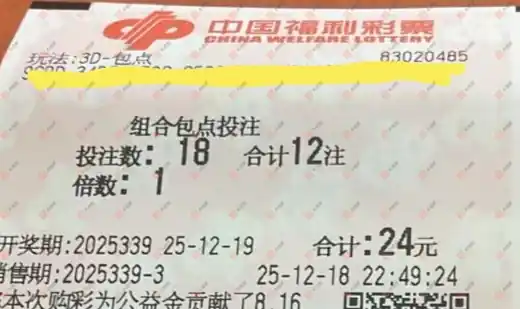 中国福利彩票
CHINA WELFARE LOTTERY
玩法:3D-包点 83020485
组合包点投注
投注数: 18 合计12注
倍数: 1
开奖期:2025339 25-12-19 合计:24元
销售期:2025339-3 25-12-18 22:49:24
本次购彩为公益金贡献了8.16